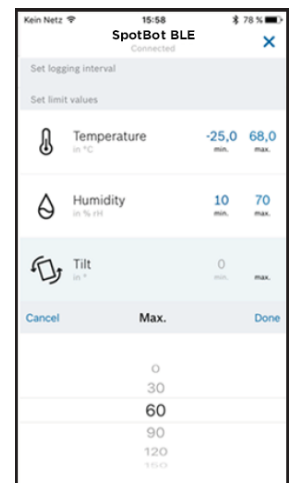 Kein Netz 15:58 78 %
SpotBot BLE
Connected
Set logging interval
Set limit values
Temperature -25,0 68,0
in °C min. max.
Humidity 10 70
in % rH min. max.
Tilt 0
in ° min. max.
Cancel Max. Done
0
30
60
90
120
150